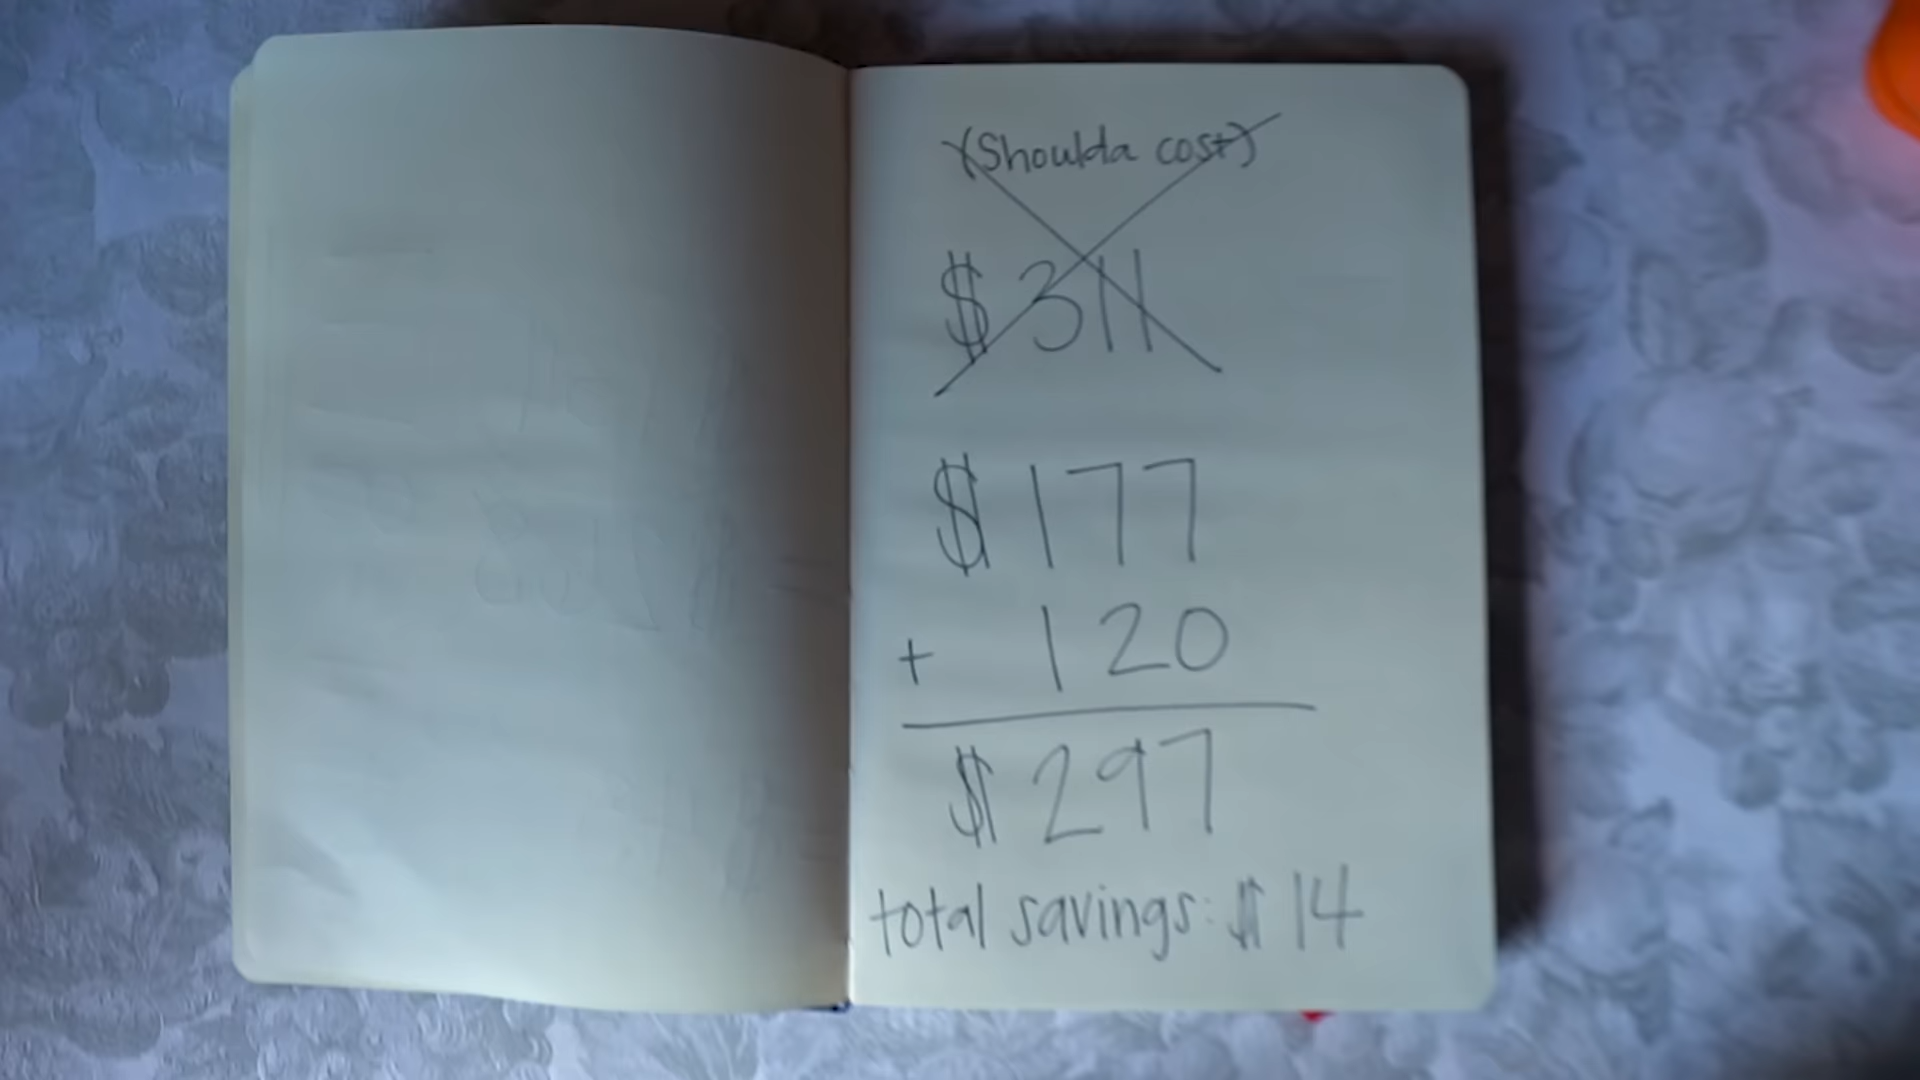 (Shoulda cost)
$311
$177
+ 120
$297
total savings: $14